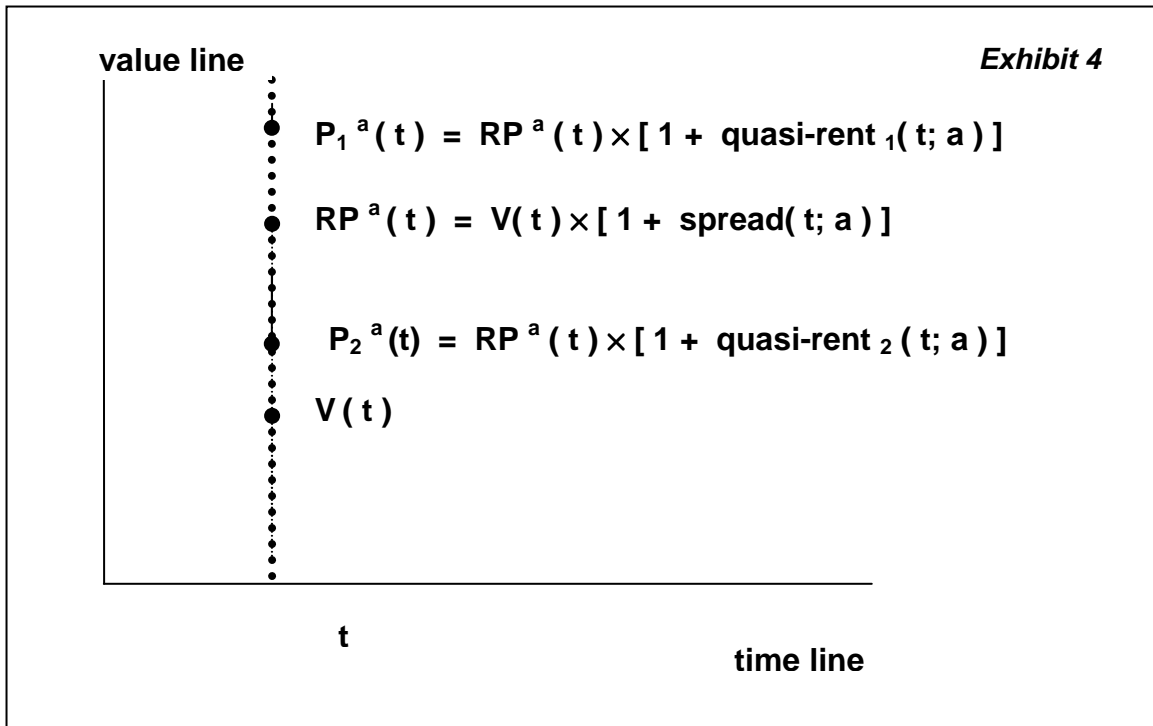 value line
Exhibit 4
P₁ ᵃ ( t ) = RP ᵃ ( t ) × [ 1 + quasi-rent ₁( t; a ) ]
RP ᵃ ( t ) = V( t ) × [ 1 + spread( t; a ) ]
P₂ ᵃ (t) = RP ᵃ ( t ) × [ 1 + quasi-rent ₂ ( t; a ) ]
V ( t )
t
time line